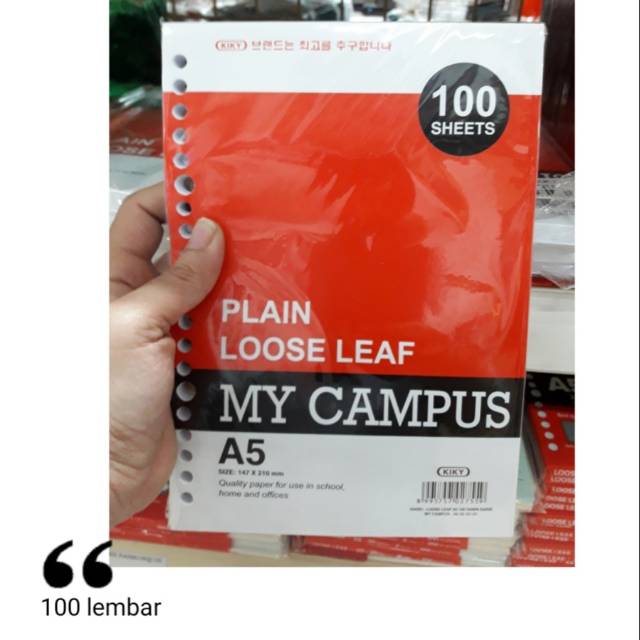 KIKY 브랜드는 최고를 추구합니다
100
SHEETS
PLAIN
LOOSE LEAF
MY CAMPUS
A5
SIZE: 147 X 210 mm
Quality paper for use in school,
home and offices
KIKY
100 lembar